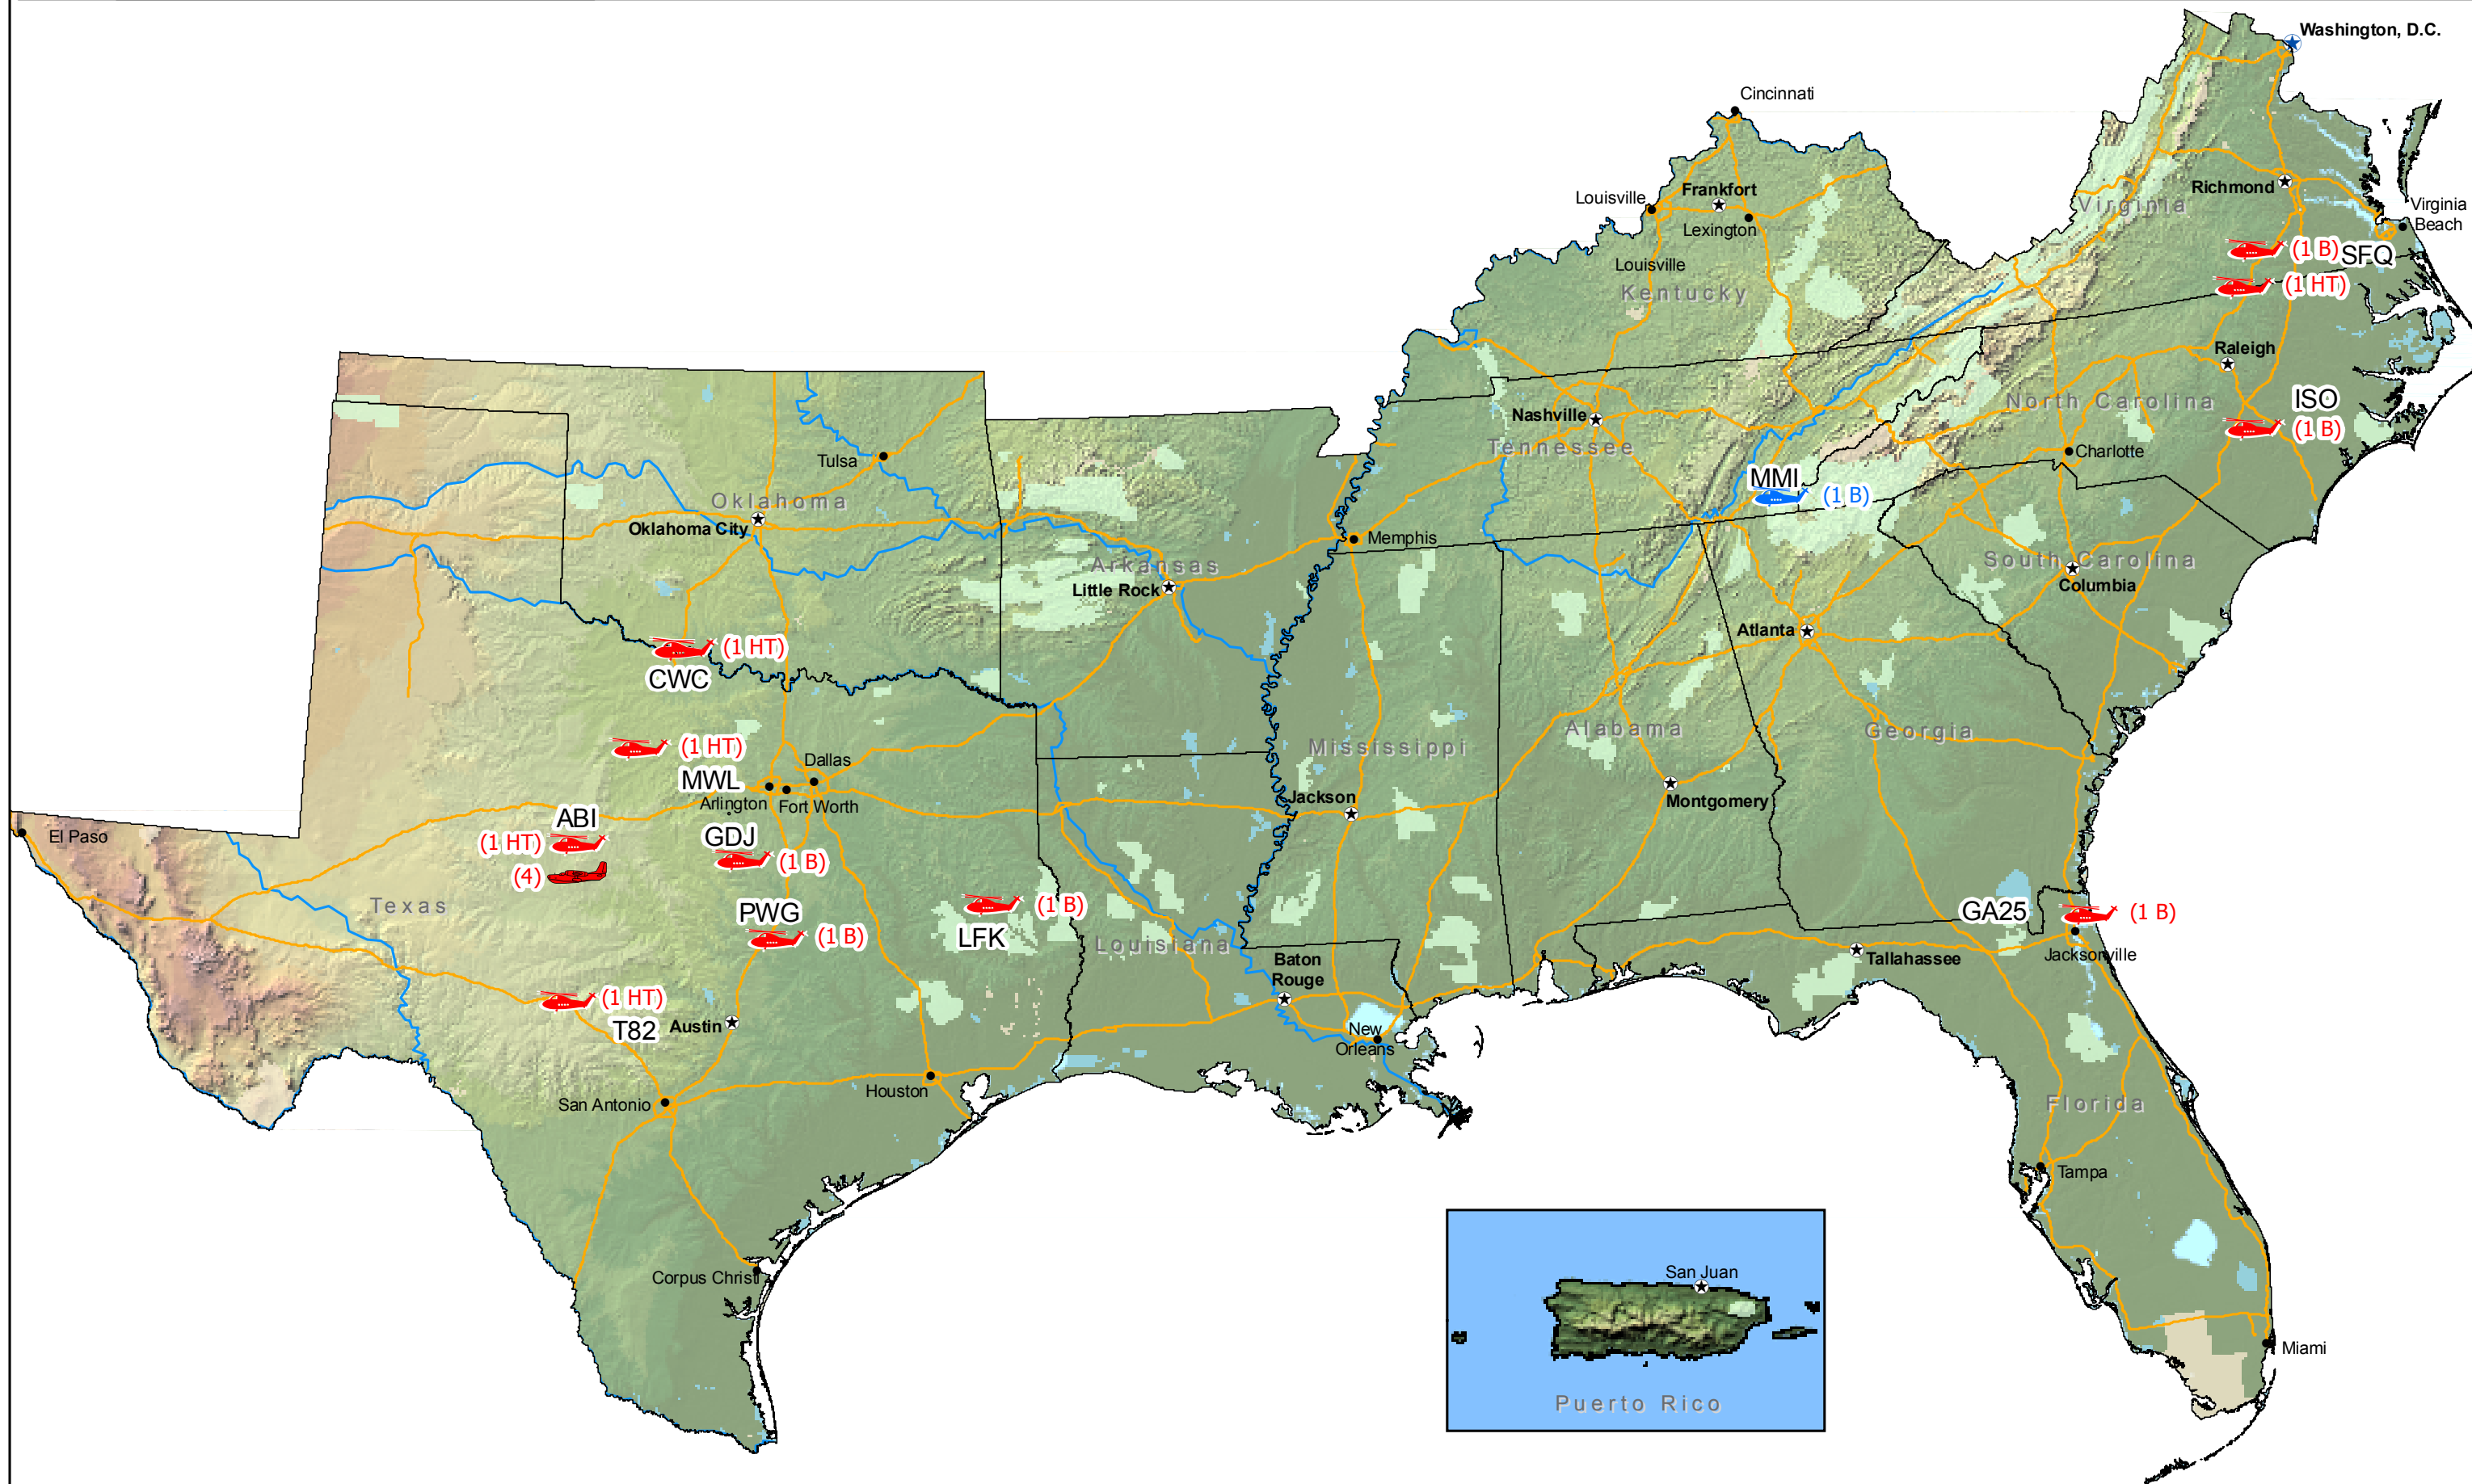 Washington, D.C.
Cincinnati
Louisville
Frankfort
Lexington
Louisville
Kentucky
Virginia
Richmond
Virginia
Beach
(1 B)
SFQ
(1 HT)
Raleigh
North Carolina
ISO
(1 B)
Charlotte
Nashville
Tennessee
MMI
(1 B)
Tulsa
Oklahoma
Oklahoma City
Memphis
Arkansas
Little Rock
South Carolina
Columbia
Atlanta
(1 HT)
CWC
(1 HT)
MWL
Dallas
Arlington
Fort Worth
Mississippi
Alabama
Georgia
Jackson
Montgomery
El Paso
ABI
(1 HT)
(4)
GDJ
(1 B)
Texas
PWG
(1 B)
(1 B)
LFK
Louisiana
GA25
(1 B)
Jacksonville
Tallahassee
Baton
Rouge
(1 HT)
T82
Austin
New
Orleans
Houston
San Antonio
Florida
Tampa
Corpus Christi
San Juan
Puerto Rico
Miami